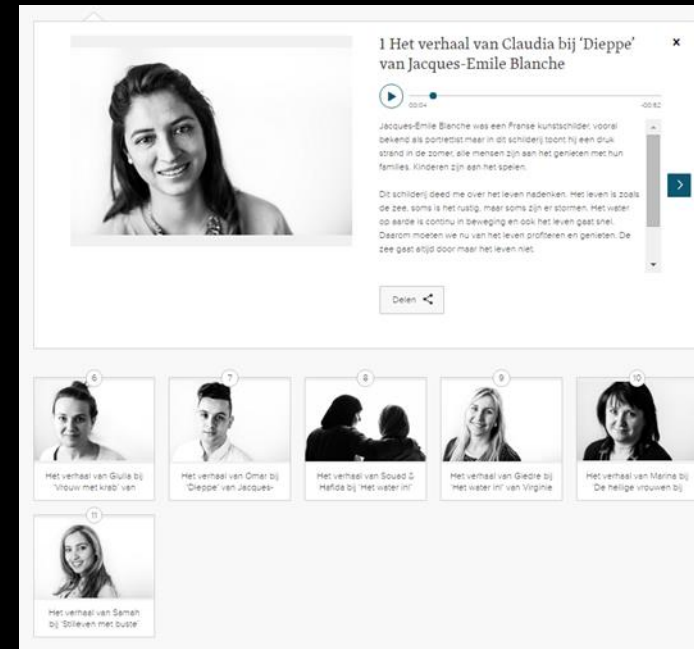 1 Het verhaal van Claudia bij ‘Dieppe’
van Jacques-Emile Blanche
x
00:04
-00:52
Jacques-Emile Blanche was een Franse kunstschilder, vooral
bekend als portrettist maar in dit schilderij toont hij een druk
strand in de zomer, alle mensen zijn aan het genieten met hun
families. Kinderen zijn aan het spelen.
Dit schilderij deed me over het leven nadenken. Het leven is zoals
de zee, soms is het rustig, maar soms zijn er stormen. Het water
op aarde is continu in beweging en ook het leven gaat snel.
Daarom moeten we nu van het leven profiteren en genieten. De
zee gaat altijd door maar het leven niet.
Delen
6
7
8
9
10
Het verhaal van Giulia bij
‘Vrouw met krab’ van
Het verhaal van Omar bij
‘Dieppe’ van Jacques-
Het verhaal van Souad &
Hafida bij ‘Het water in!’
Het verhaal van Giedre bij
‘Het water in!’ van Virginie
Het verhaal van Marina bij
De heilige vrouwen bij
11
Het verhaal van Samah
bij ‘Stilleven met buste’